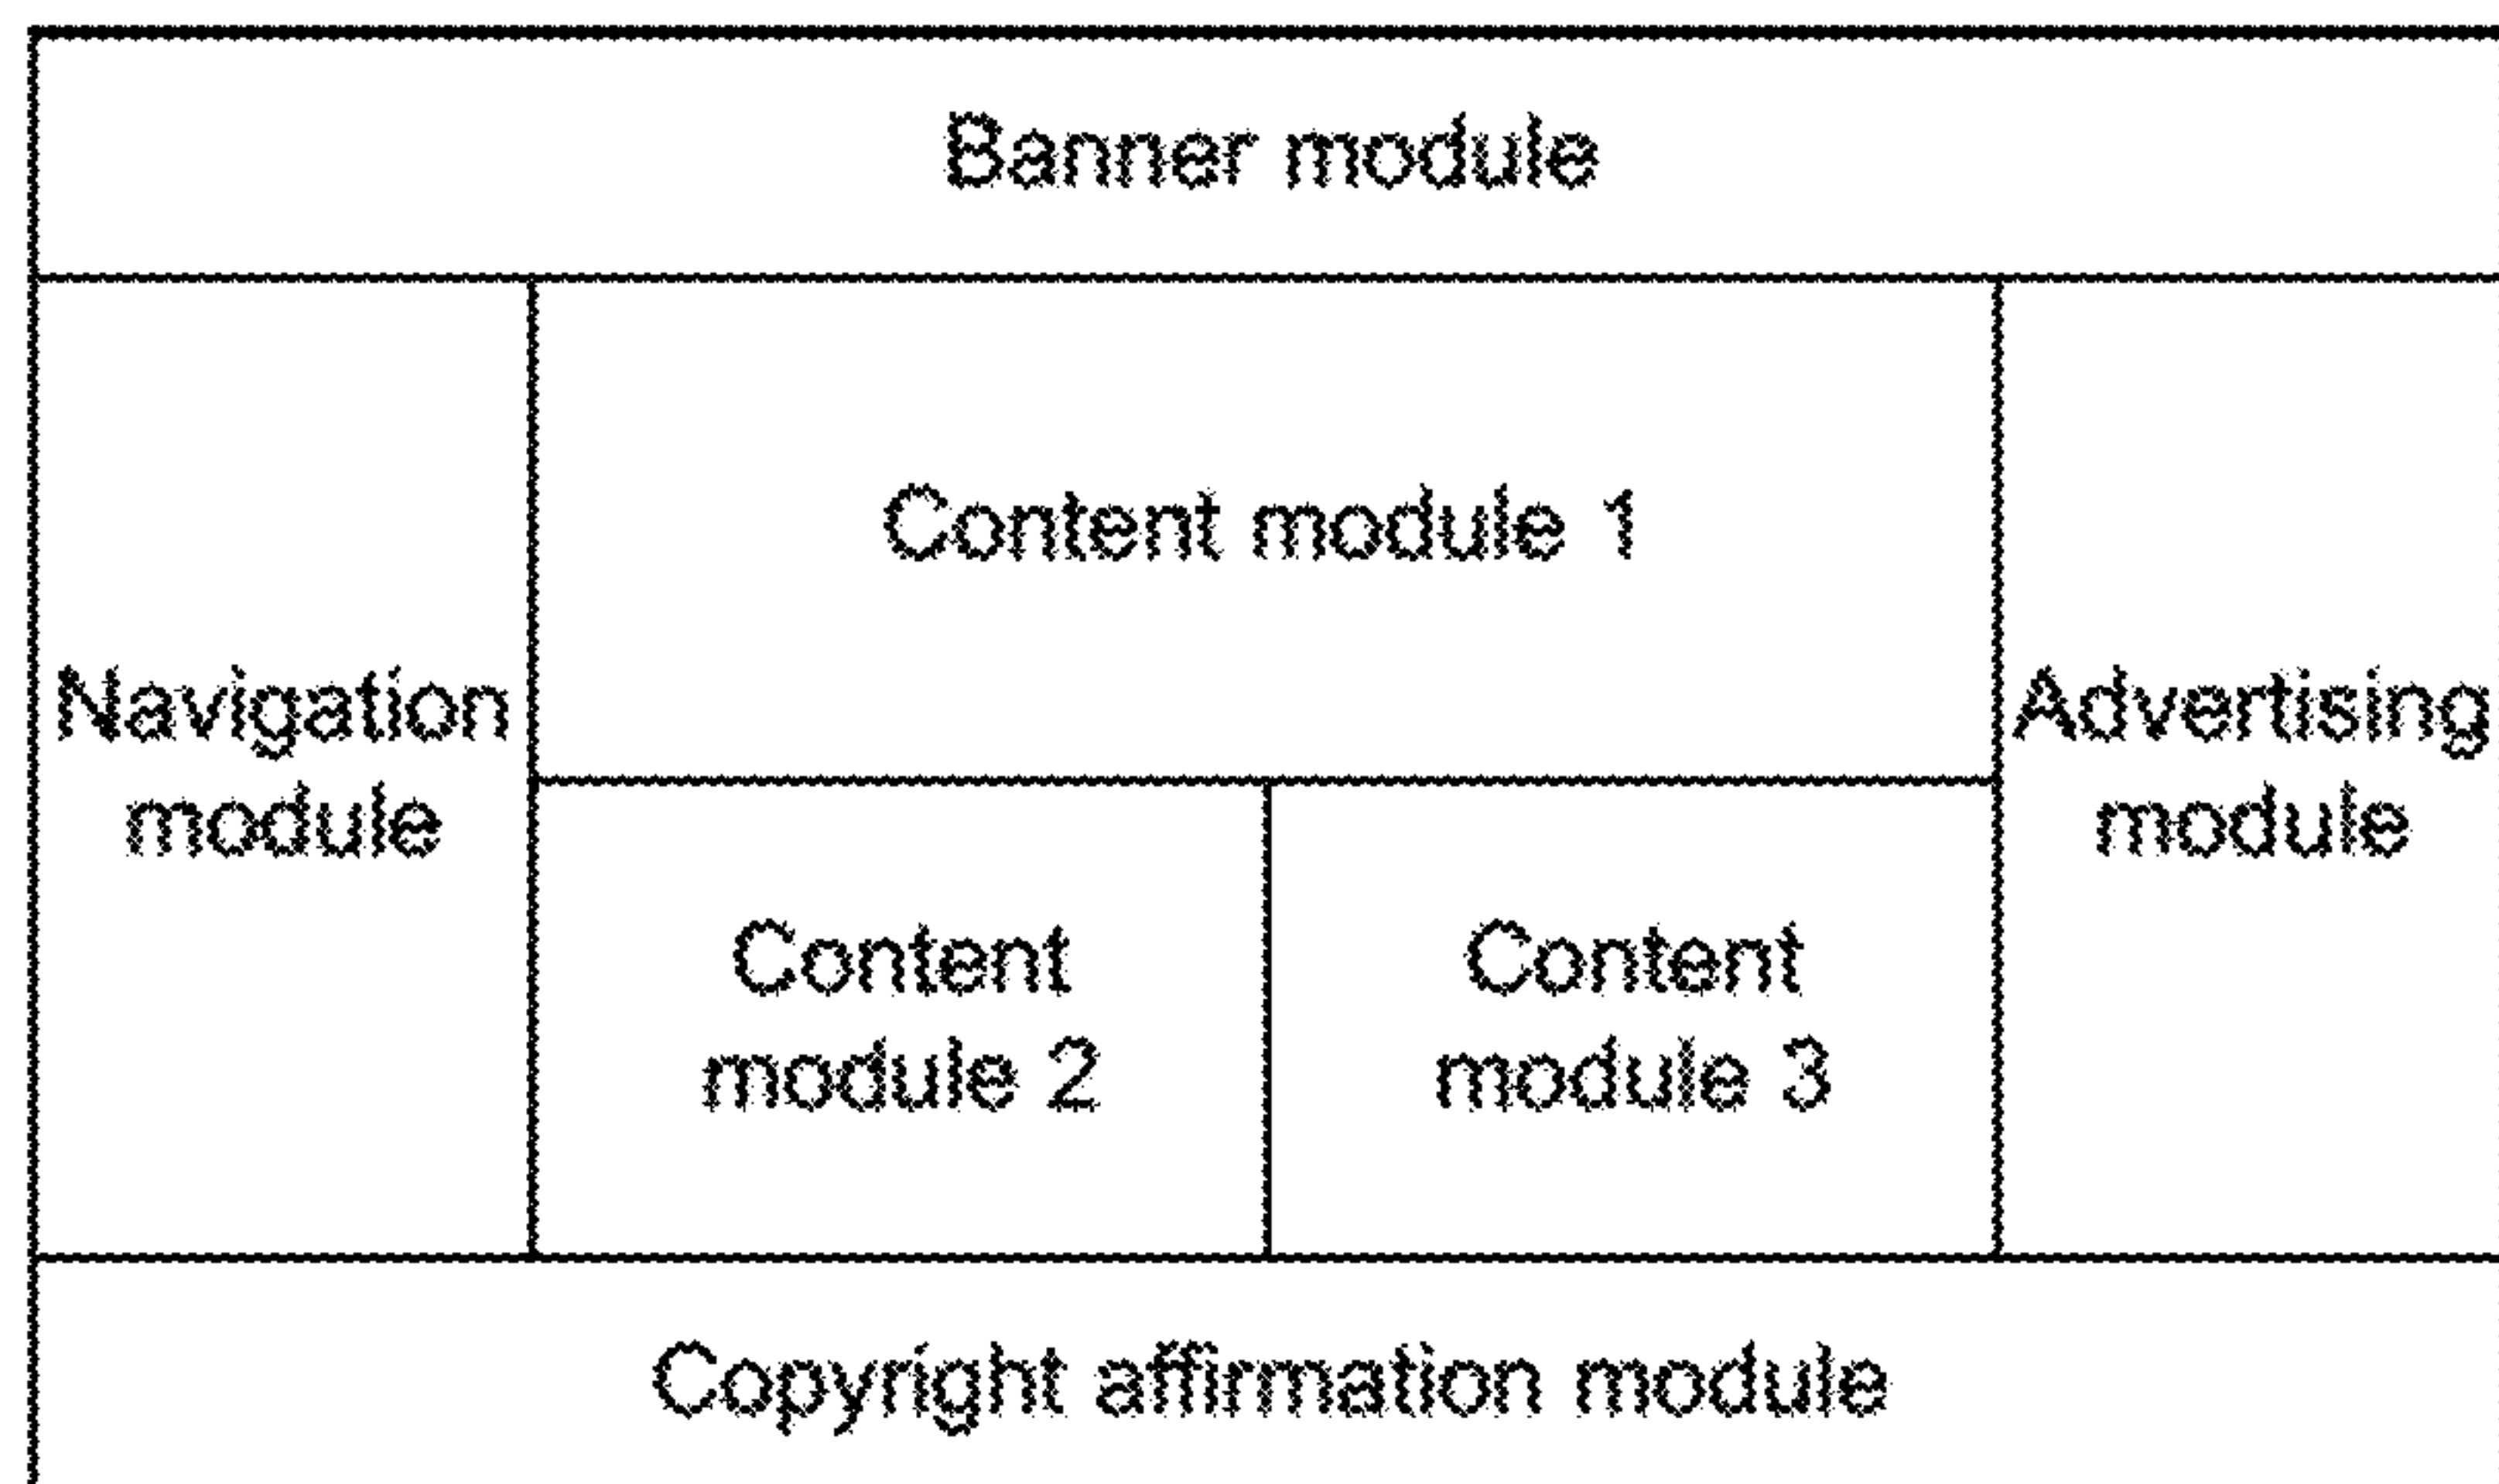 Banner module
Navigation
module
Content module 1
Content
module 2
Content
module 3
Advertising
module
Copyright affirmation module